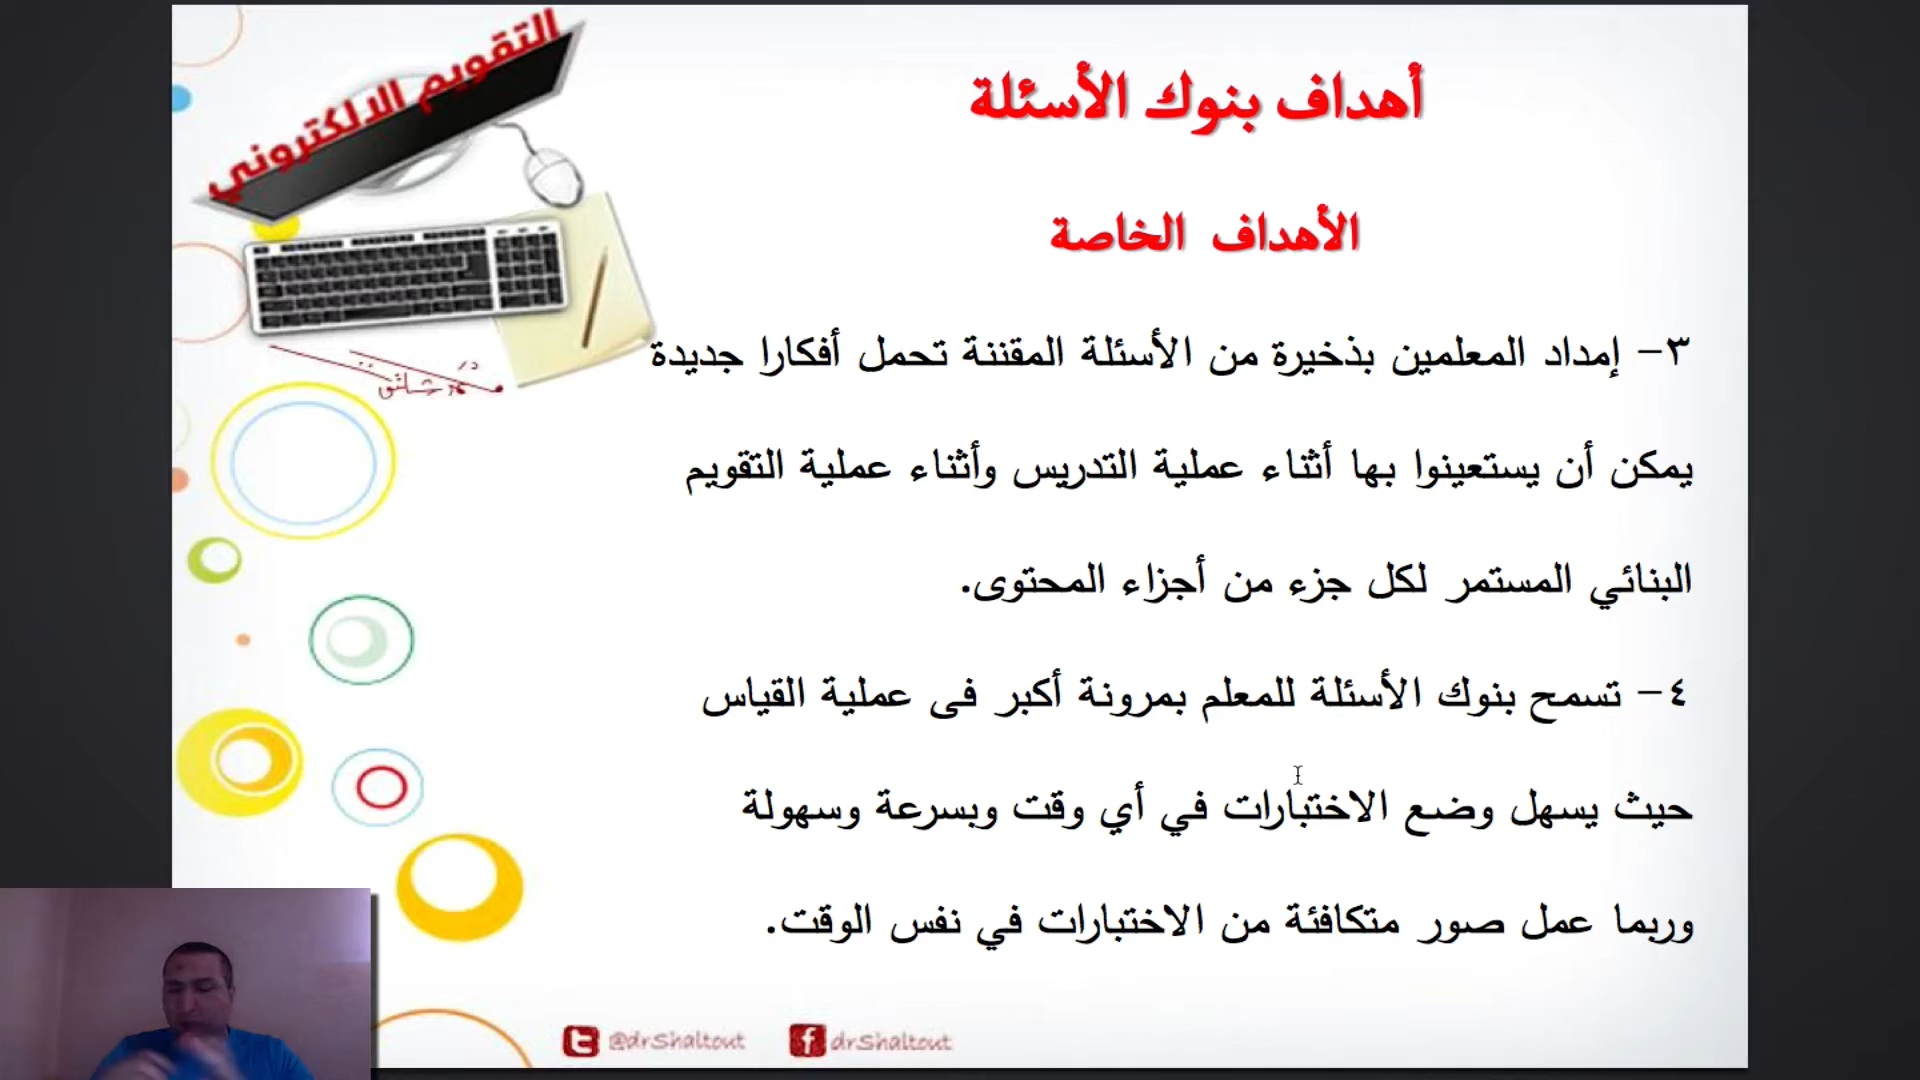 التقويم الالكتروني
أهداف بنوك الأسئلة
الأهداف الخاصة
٣- إمداد المعلمين بذخيرة من الأسئلة المقننة تحمل أفكارا جديدة
يمكن أن يستعينوا بها أثناء عملية التدريس وأثناء عملية التقويم
البنائي المستمر لكل جزء من أجزاء المحتوى.
٤- تسمح بنوك الأسئلة للمعلم بمرونة أكبر فى عملية القياس
حيث يسهل وضع الاختبارات في أي وقت وبسرعة وسهولة
وربما عمل صور متكافئة من الاختبارات في نفس الوقت.
@drShaltout
drShaltout